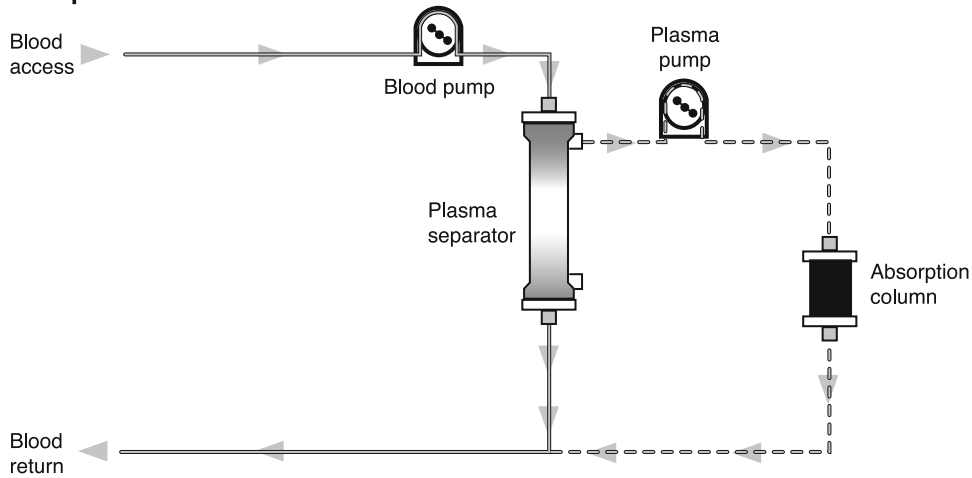 Blood
access
Blood pump
Plasma
pump
Plasma
separator
Absorption
column
Blood
return